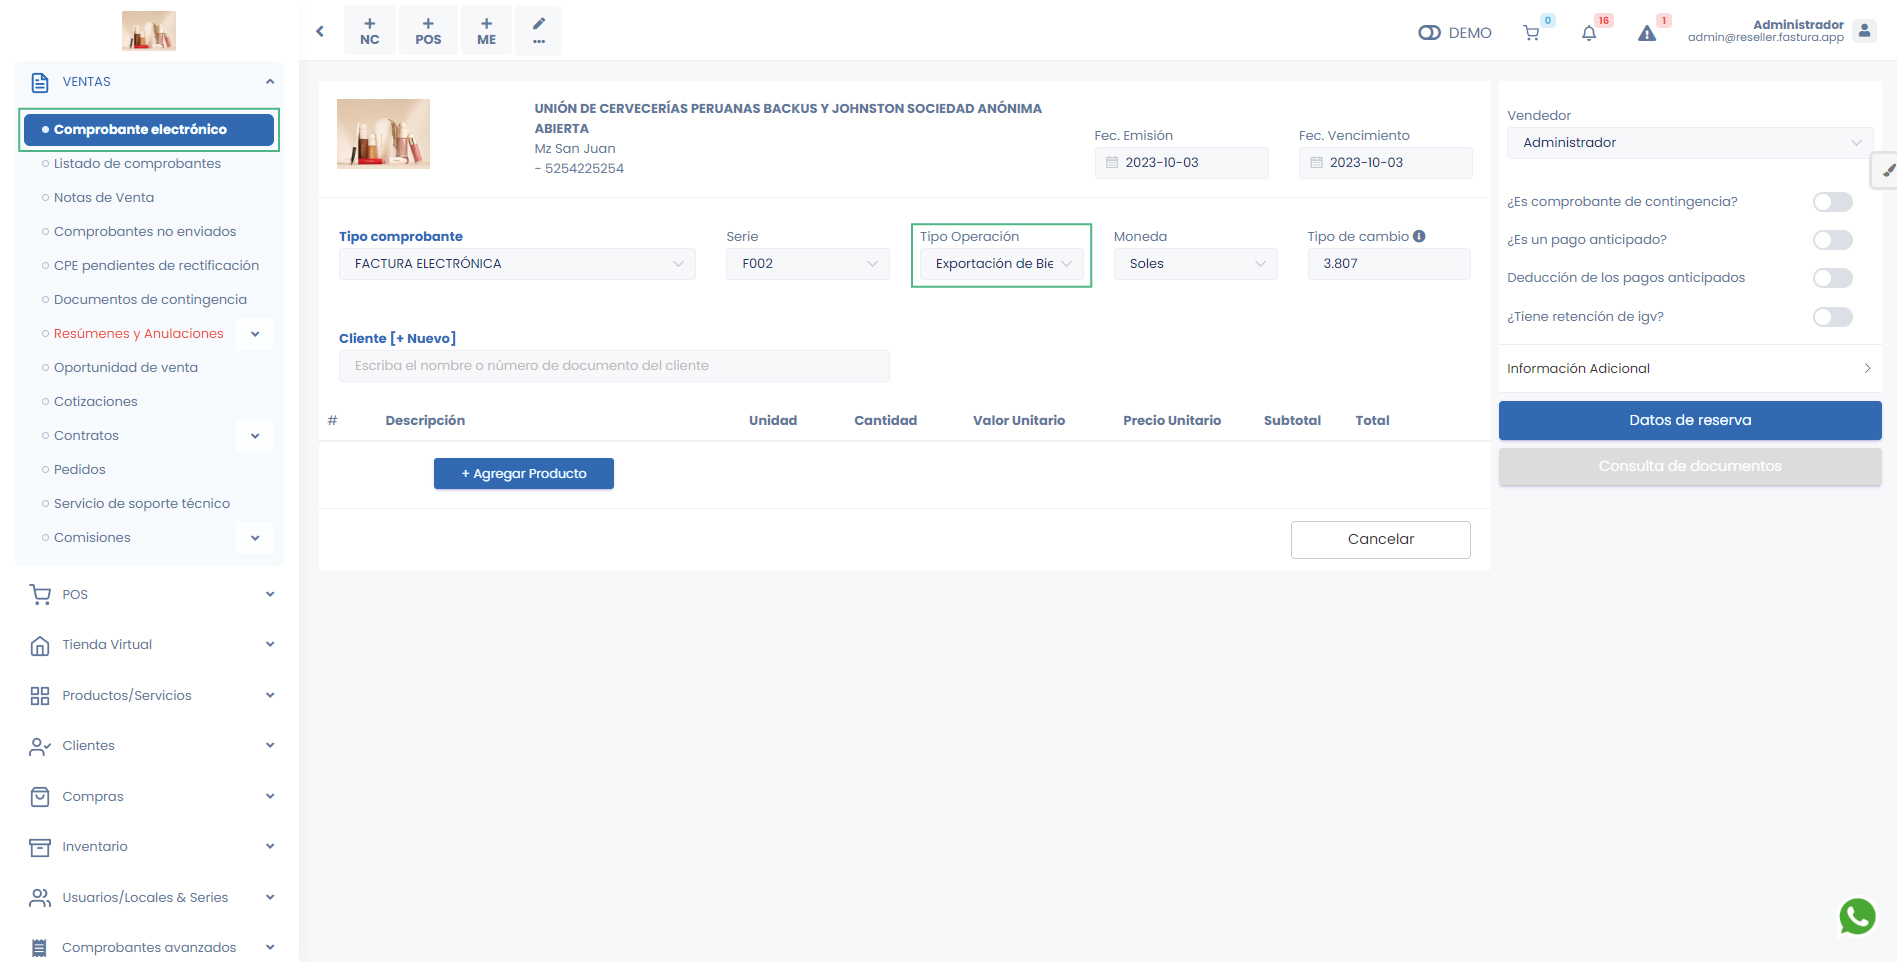 VENTAS
Comprobante electrónico
Listado de comprobantes
Notas de Venta
Comprobantes no enviados
CPE pendientes de rectificación
Documentos de contingencia
Resúmenes y Anulaciones
Oportunidad de venta
Cotizaciones
Contratos
Pedidos
Servicio de soporte técnico
Comisiones
POS
Tienda Virtual
Productos/Servicios
Clientes
Compras
Inventario
Usuarios/Locales & Series
Comprobantes avanzados
+ NC
+ POS
+ ME
...
DEMO
0
16
1
Administrador
admin@reseller.fastura.app
UNIÓN DE CERVECERÍAS PERUANAS BACKUS Y JOHNSTON SOCIEDAD ANÓNIMA
ABIERTA
Mz San Juan
- 5254225254
Fec. Emisión
2023-10-03
Fec. Vencimiento
2023-10-03
Tipo comprobante
FACTURA ELECTRÓNICA
Serie
F002
Tipo Operación
Exportación de Bie
Moneda
Soles
Tipo de cambio
3.807
Cliente [+ Nuevo]
Escriba el nombre o número de documento del cliente
# Descripción Unidad Cantidad Valor Unitario Precio Unitario Subtotal Total
+ Agregar Producto
Cancelar
Vendedor
Administrador
¿Es comprobante de contingencia?
¿Es un pago anticipado?
Deducción de los pagos anticipados
¿Tiene retención de igv?
Información Adicional
Datos de reserva
Consulta de documentos